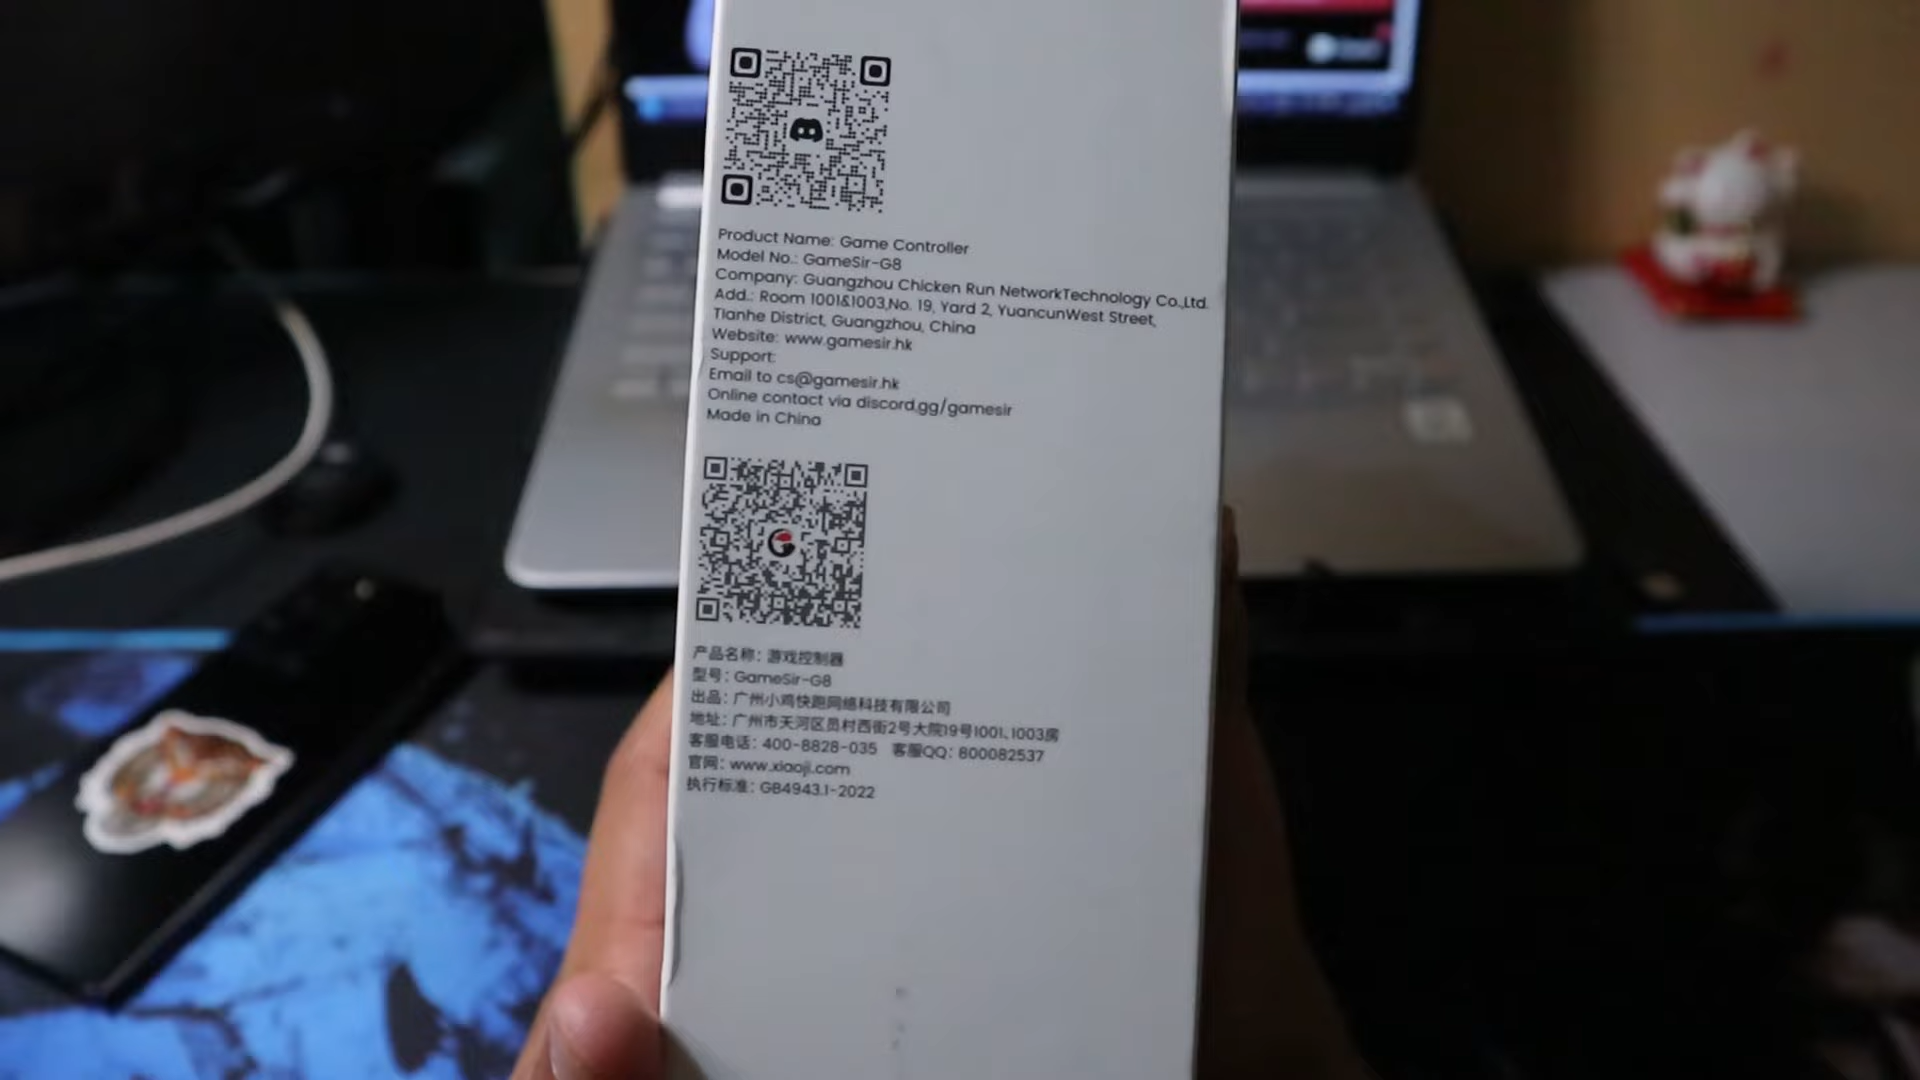 Product Name: Game Controller
Model No.: GameSir-G8
Company: Guangzhou Chicken Run NetworkTechnology Co.,Ltd.
Add.: Room 1001&1003,No. 19, Yard 2, YuancunWest Street,
Tianhe District, Guangzhou, China
Website: www.gamesir.hk
Support:
Email to cs@gamesir.hk
Online contact via discord.gg/gamesir
Made in China
产品名称：游戏控制器
型号：GameSir-G8
出品：广州小鸡快跑网络科技有限公司
地址：广州市天河区员村西街2号大院19号1001、1003房
客服电话：400-8828-035 客服QQ：800082537
官网：www.xiaoji.com
执行标准：GB4943.1-2022